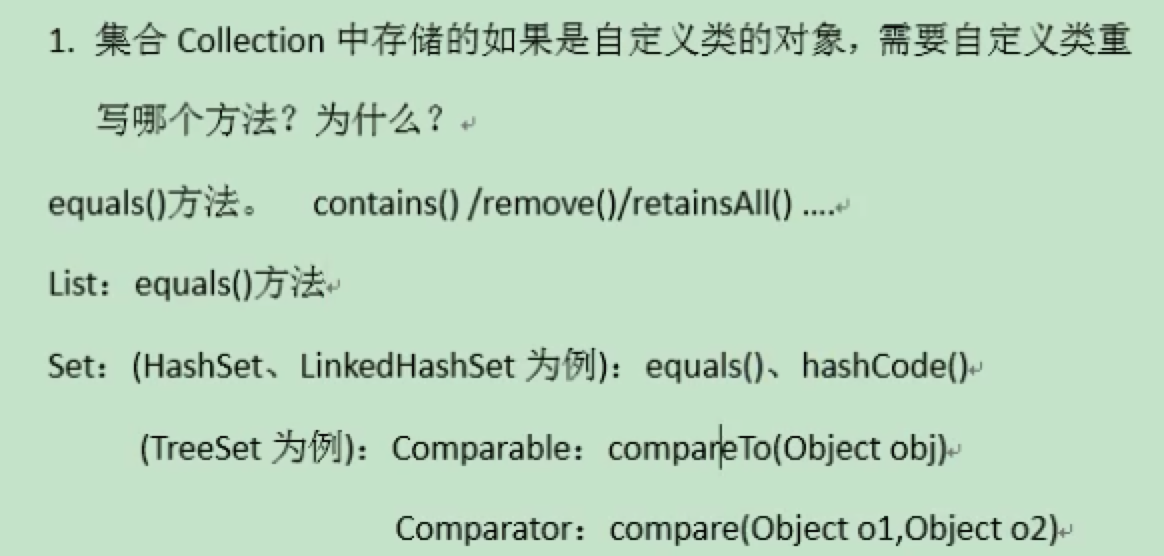 1. 集合 Collection 中存储的如果是自定义类的对象，需要自定义类重
写哪个方法？为什么？
equals()方法。 contains() /remove()/retainsAll() ....
List：equals()方法
Set：(HashSet、LinkedHashSet 为例)：equals()、hashCode()
(TreeSet 为例)：Comparable：compareTo(Object obj)
Comparator：compare(Object o1,Object o2)